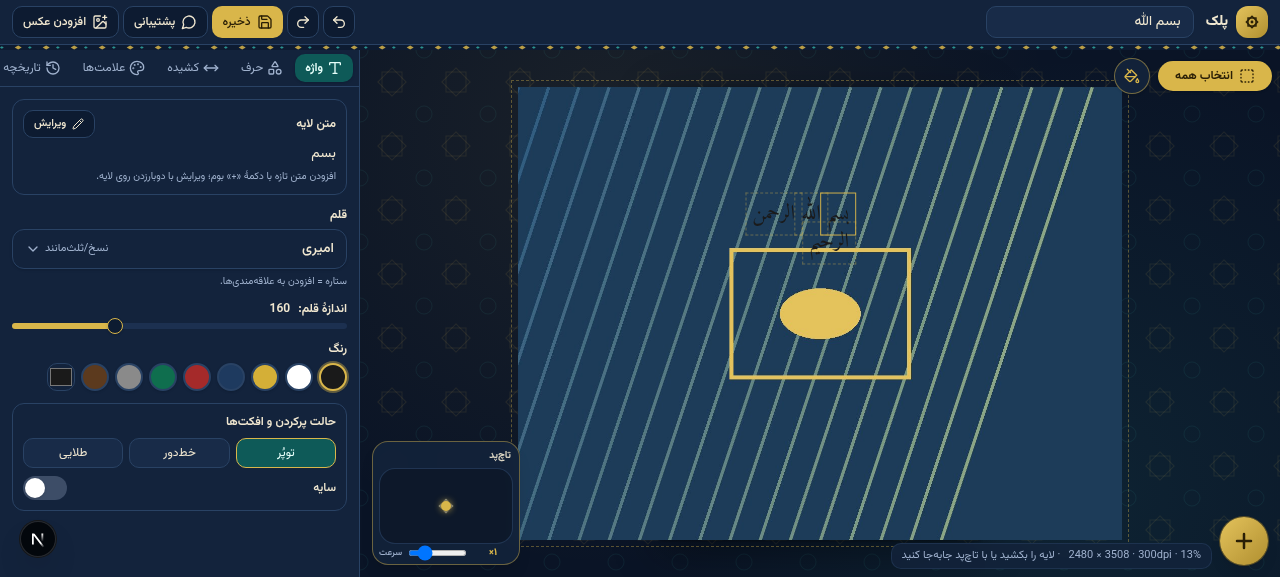 پلک
بسم الله
ذخیره
پشتیبانی
افزودن عکس
انتخاب همه
واژه
حرف
کشیده
علامت‌ها
تاریخچه
متن لایه
ویرایش
بسم
افزودن متن تازه با دکمهٔ «+» بوم؛ ویرایش با دوبارزدن روی لایه.
قلم
امیری
نسخ/ثلث‌مانند
ستاره = افزودن به علاقه‌مندی‌ها.
اندازهٔ قلم: 160
رنگ
حالت پرکردن و افکت‌ها
توپُر
خط‌دور
طلایی
سایه
بسم الله الرحمن
الرحیم
تاچ‌پد
سرعت
×۱
2480 × 3508 · 300dpi · 13% · لایه را بکشید یا با تاچ‌پد جابه‌جا کنید
N